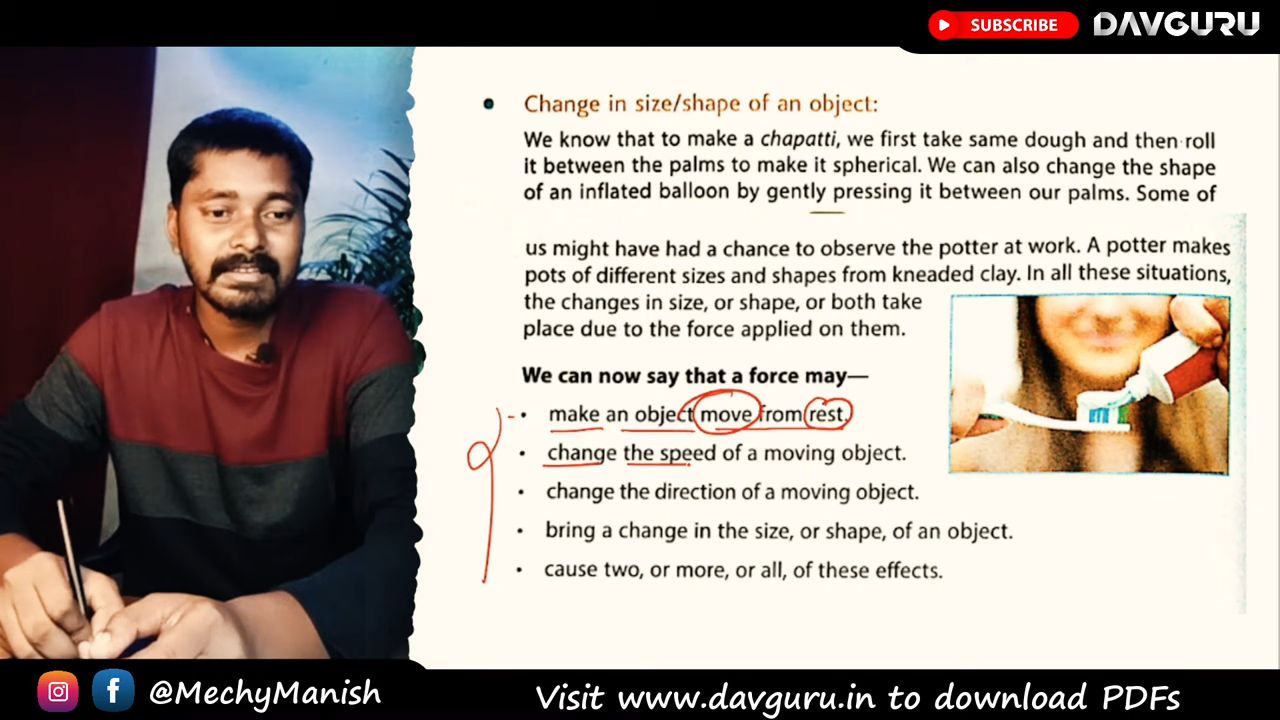 SUBSCRIBE DAVGURU
Change in size/shape of an object:
We know that to make a chapatti, we first take same dough and then roll
it between the palms to make it spherical. We can also change the shape
of an inflated balloon by gently pressing it between our palms. Some of
us might have had a chance to observe the potter at work. A potter makes
pots of different sizes and shapes from kneaded clay. In all these situations,
the changes in size, or shape, or both take
place due to the force applied on them.
We can now say that a force may—
• make an object move from rest.
• change the speed of a moving object.
• change the direction of a moving object.
• bring a change in the size, or shape, of an object.
• cause two, or more, or all, of these effects.
@MechyManish
Visit www.davguru.in to download PDFs